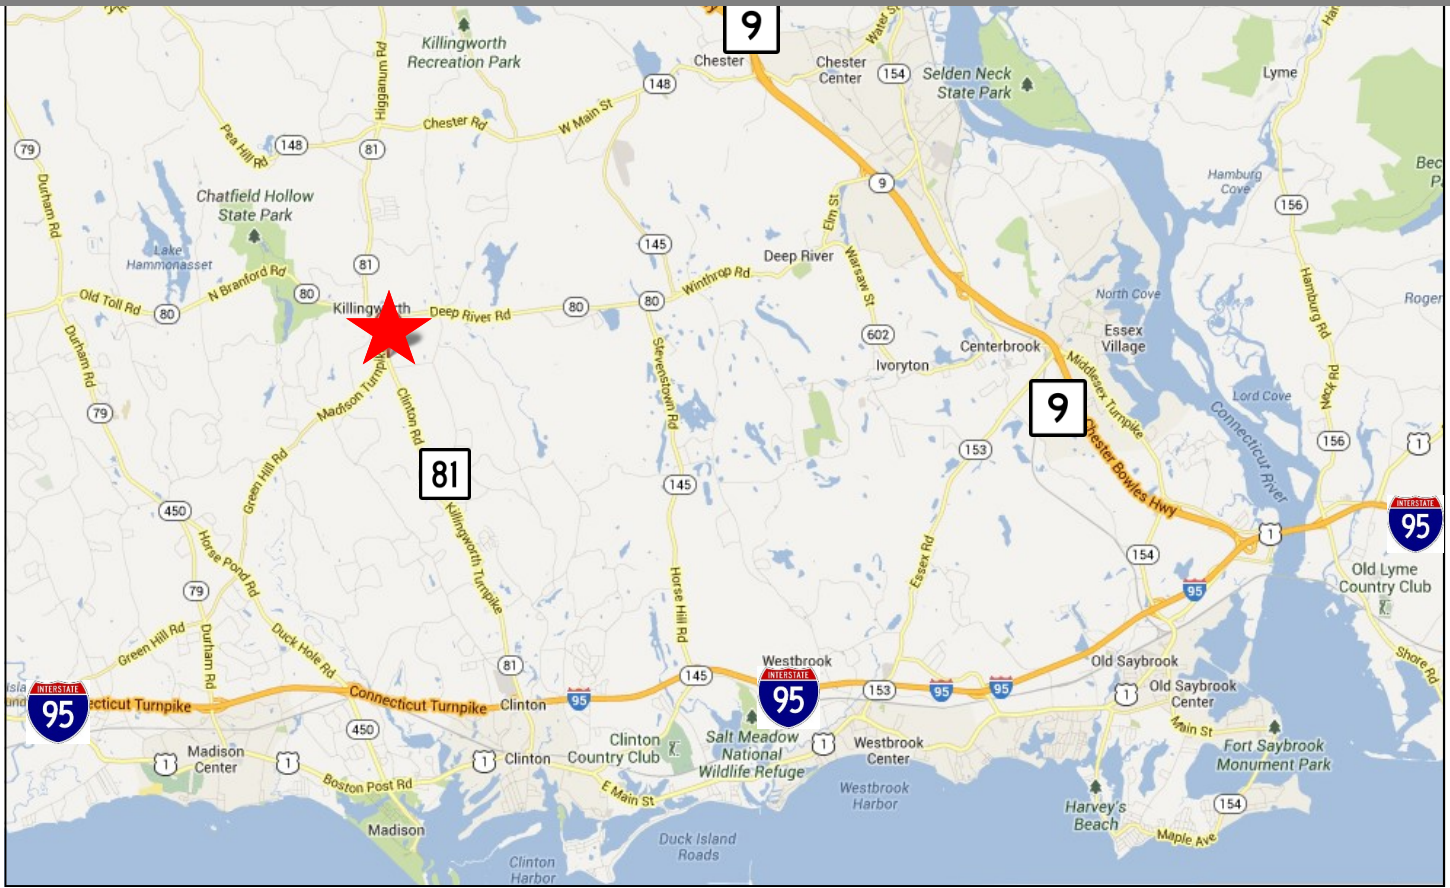 9
Killingworth
Recreation Park
Chester
Chester
Center
Water St
154
Selden Neck
State Park
Lyme
148
Higganum Rd
Chester Rd
W Main St
Pea Hill Rd
148
81
79
Durham Rd
Chatfield Hollow
State Park
9
Hamburg
Cove
156
Elm St
Lake
Hammonasset
81
145
Deep River
Warsaw St
N Branford Rd
Winthrop Rd
Old Toll Rd
80
80
Killingworth
Deep River Rd
80
80
North Cove
Hamburg Rd
Essex
Village
602
Centerbrook
Ivoryton
Durham Rd
Stevenstown Rd
Madison Turnpike
Middlesex Turnpike
Neck Rd
Lord Cove
79
Clinton Rd
9
Connecticut River
156
1
153
Chester Bowles Hwy
Green Hill Rd
81
145
450
Killingworth Turnpike
INTERSTATE
95
1
Horse Pond Rd
Essex Rd
154
Old Lyme
Country Club
79
Horse Hill Rd
95
Green Hill Rd
Durham Rd
Duck Hole Rd
81
145
Westbrook
Old Saybrook
Shore Rd
INTERSTATE
95
ecticut Turnpike
Connecticut Turnpike
Clinton
95
INTERSTATE
95
153
95
95
1
Old Saybrook
Center
450
Main St
Madison
Center
1
1
1
Clinton
Clinton
Country Club
Salt Meadow
National
Wildlife Refuge
1
Westbrook
Center
Fort Saybrook
Monument Park
Boston Post Rd
E Main St
Westbrook
Harbor
Harvey's
Beach
154
Madison
Duck Island
Roads
Maple Ave
Clinton
Harbor